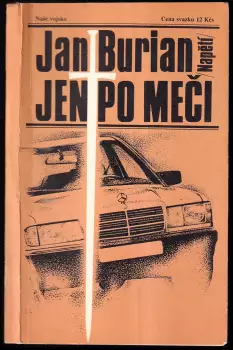 Naše vojsko
Cena svazku 12 Kčs
Jan Burian
Napětí
JEN PO MEČI